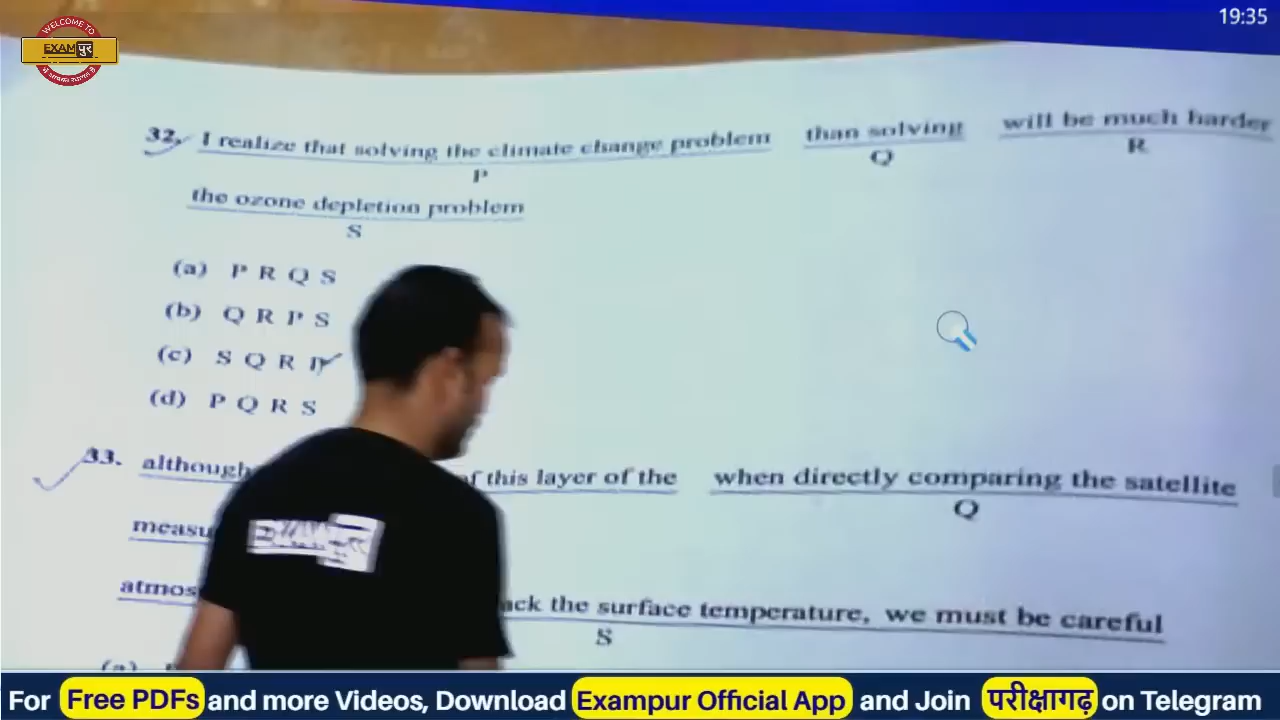 19:35
WELCOME TO
EXAM पुर
32. I realize that solving the climate change problem than solving will be much harder
P Q R
the ozone depletion problem
S
(a) P R Q S
(b) Q R P S
(c) S Q R P
(d) P Q R S
33. although of this layer of the when directly comparing the satellite
Q
ack the surface temperature, we must be careful
S
(a)
For Free PDFs and more Videos, Download Exampur Official App and Join परीक्षागढ़ on Telegram